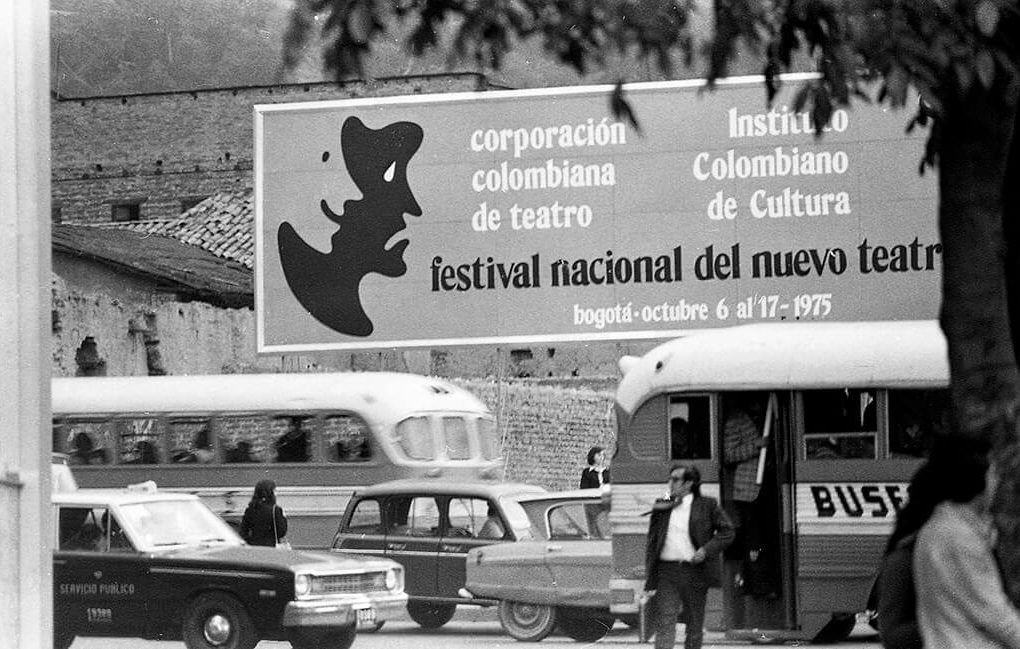 corporación
colombiana
de teatro
Instituto
Colombiano
de Cultura
festival nacional del nuevo teatr
bogotá·octubre 6 al 17-1975
SERVICIO PUBLICO
BUSE